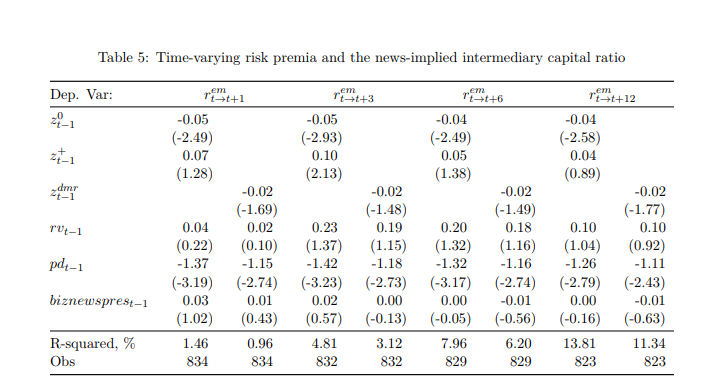 Table 5: Time-varying risk premia and the news-implied intermediary capital ratio
Dep. Var: r^{em}_{t→t+1} r^{em}_{t→t+3} r^{em}_{t→t+6} r^{em}_{t→t+12}
z^{0}_{t−1} -0.05 -0.05 -0.04 -0.04
(-2.49) (-2.93) (-2.49) (-2.58)
z^{+}_{t−1} 0.07 0.10 0.05 0.04
(1.28) (2.13) (1.38) (0.89)
z^{dmr}_{t−1} -0.02 -0.02 -0.02 -0.02
(-1.69) (-1.48) (-1.49) (-1.77)
rv_{t−1} 0.04 0.02 0.23 0.19 0.20 0.18 0.10 0.10
(0.22) (0.10) (1.37) (1.15) (1.32) (1.16) (1.04) (0.92)
pd_{t−1} -1.37 -1.15 -1.42 -1.18 -1.32 -1.16 -1.26 -1.11
(-3.19) (-2.74) (-3.23) (-2.73) (-3.17) (-2.74) (-2.79) (-2.43)
biznewspres_{t−1} 0.03 0.01 0.02 0.00 0.00 -0.01 0.00 -0.01
(1.02) (0.43) (0.57) (-0.13) (-0.05) (-0.56) (-0.16) (-0.63)
R-squared, % 1.46 0.96 4.81 3.12 7.96 6.20 13.81 11.34
Obs 834 834 832 832 829 829 823 823